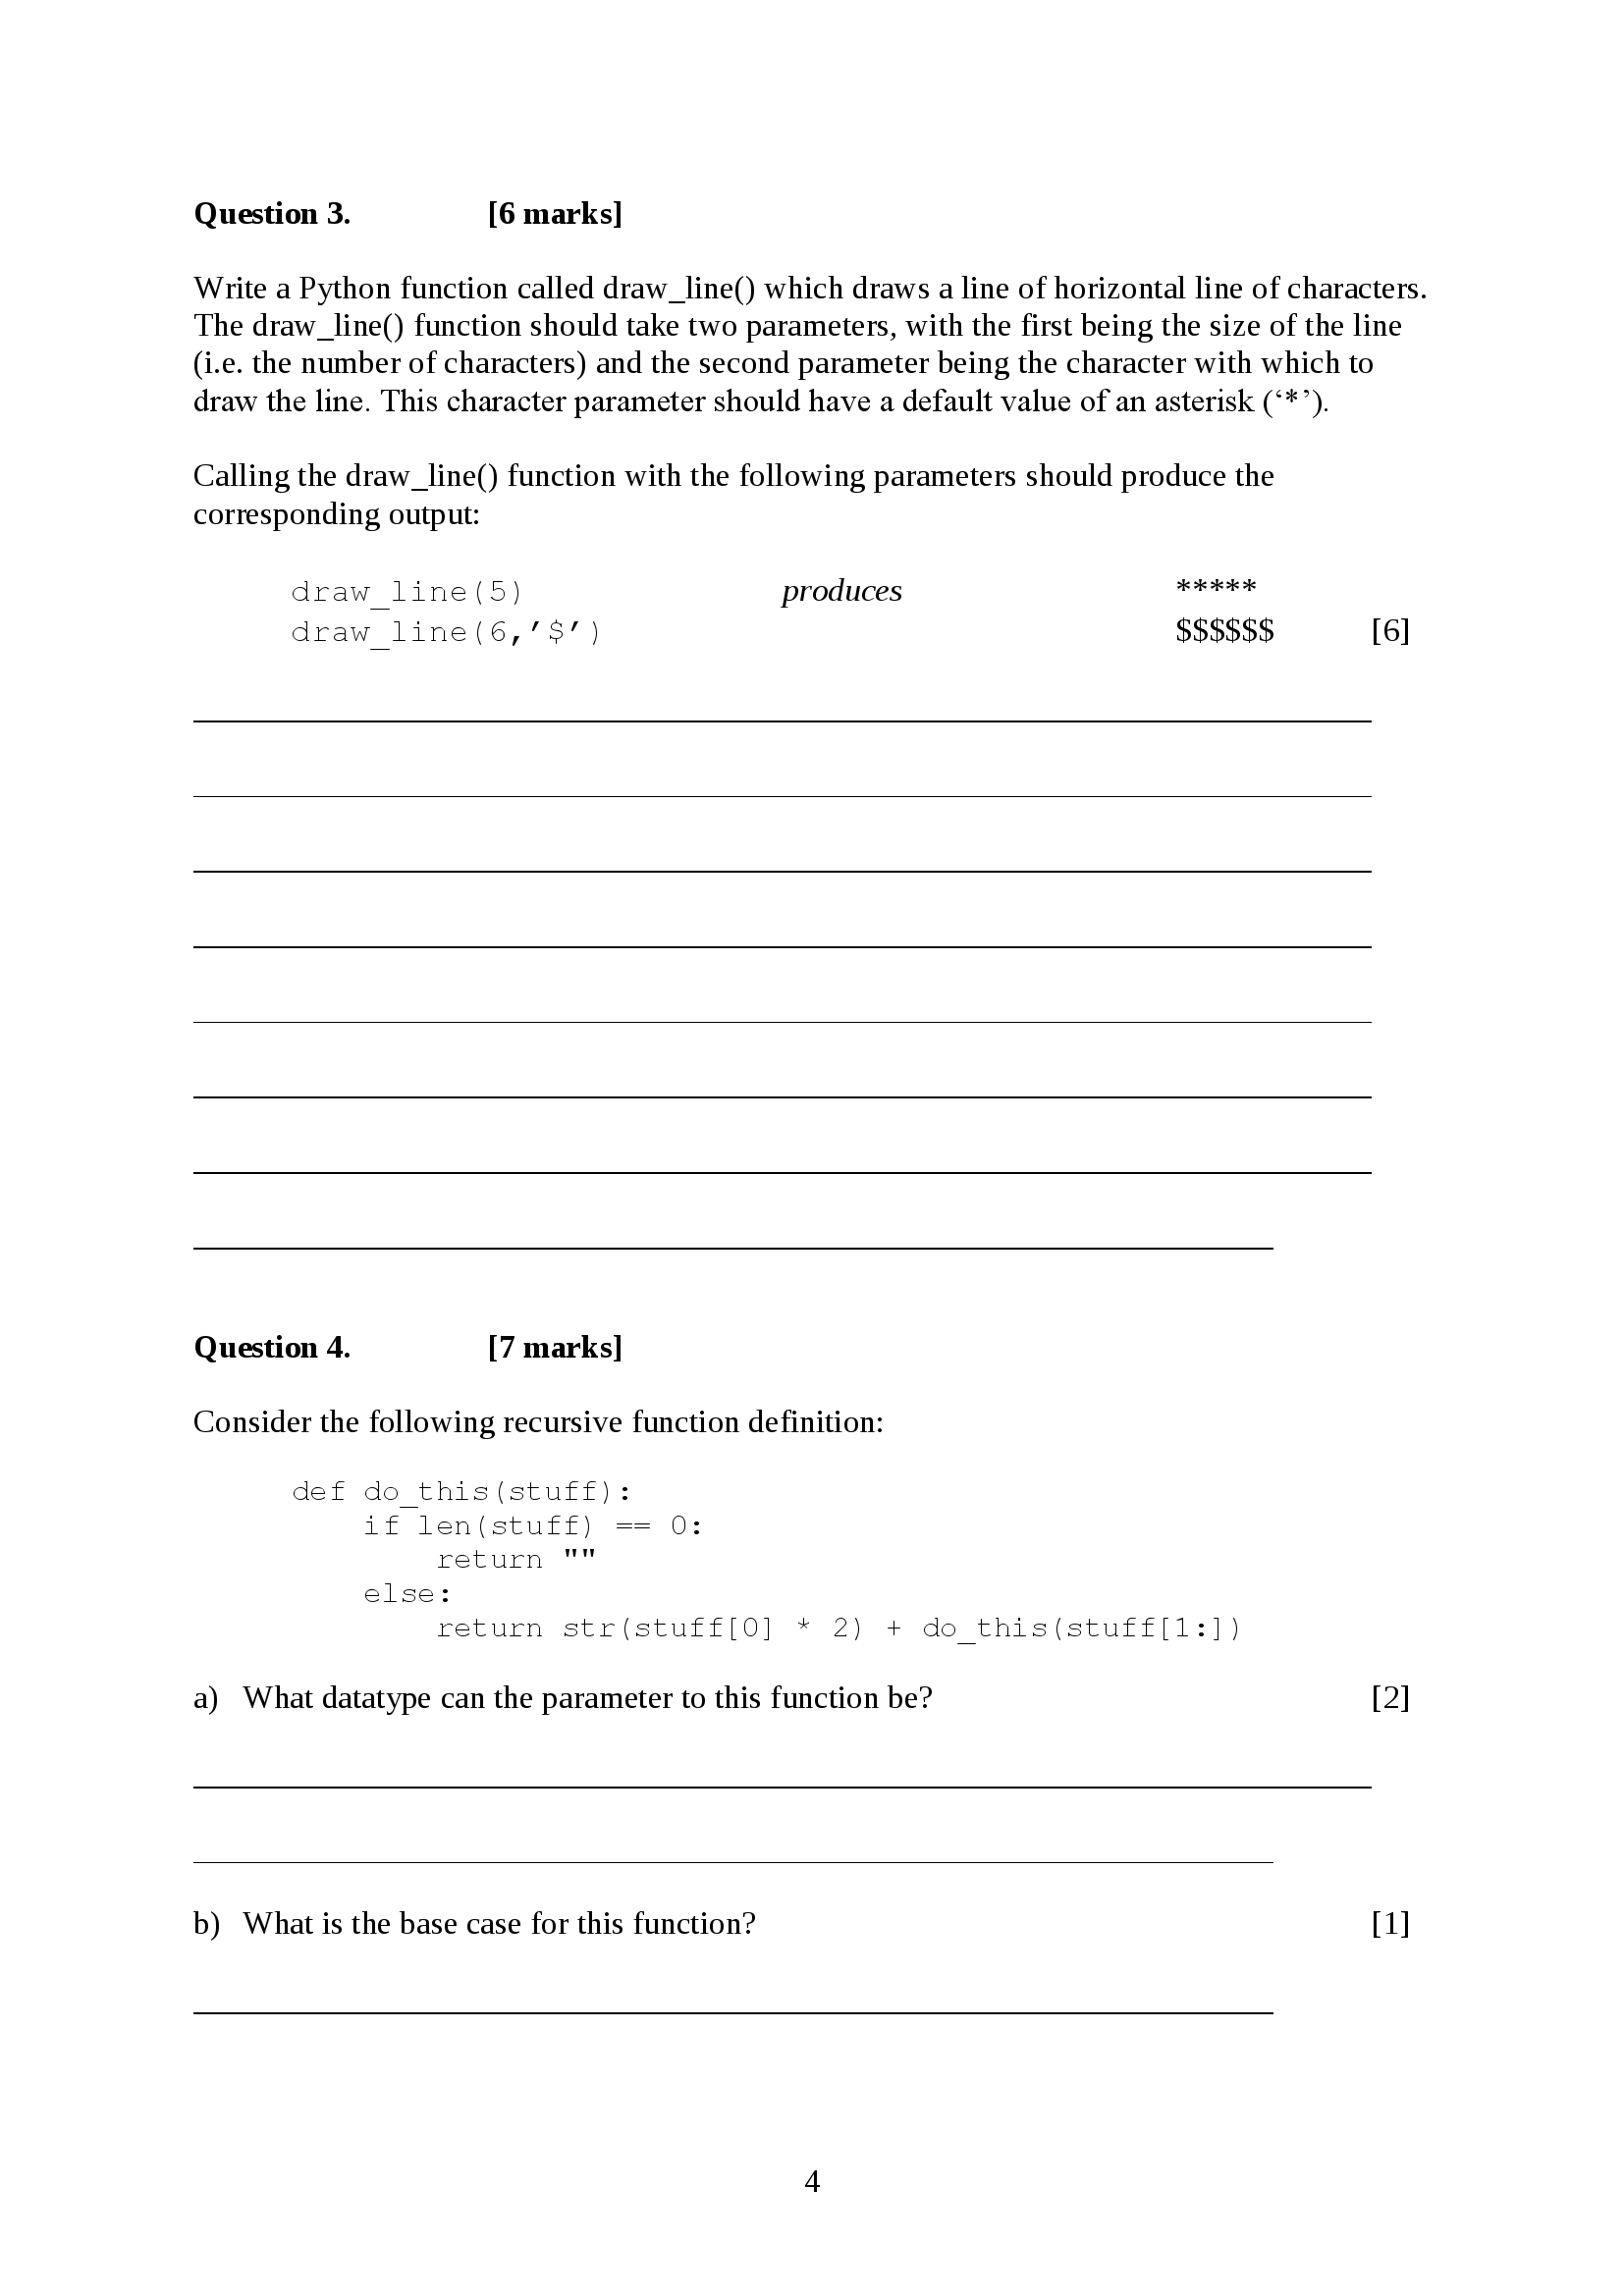 Question 3. [6 marks]
Write a Python function called draw_line() which draws a line of horizontal line of characters.
The draw_line() function should take two parameters, with the first being the size of the line
(i.e. the number of characters) and the second parameter being the character with which to
draw the line. This character parameter should have a default value of an asterisk (‘*’).
Calling the draw_line() function with the following parameters should produce the
corresponding output:
draw_line(5) produces *****
draw_line(6,’$’) $$$$$$ [6]
Question 4. [7 marks]
Consider the following recursive function definition:
def do_this(stuff):
    if len(stuff) == 0:
        return ""
    else:
        return str(stuff[0] * 2) + do_this(stuff[1:])
a) What datatype can the parameter to this function be? [2]
b) What is the base case for this function? [1]
4